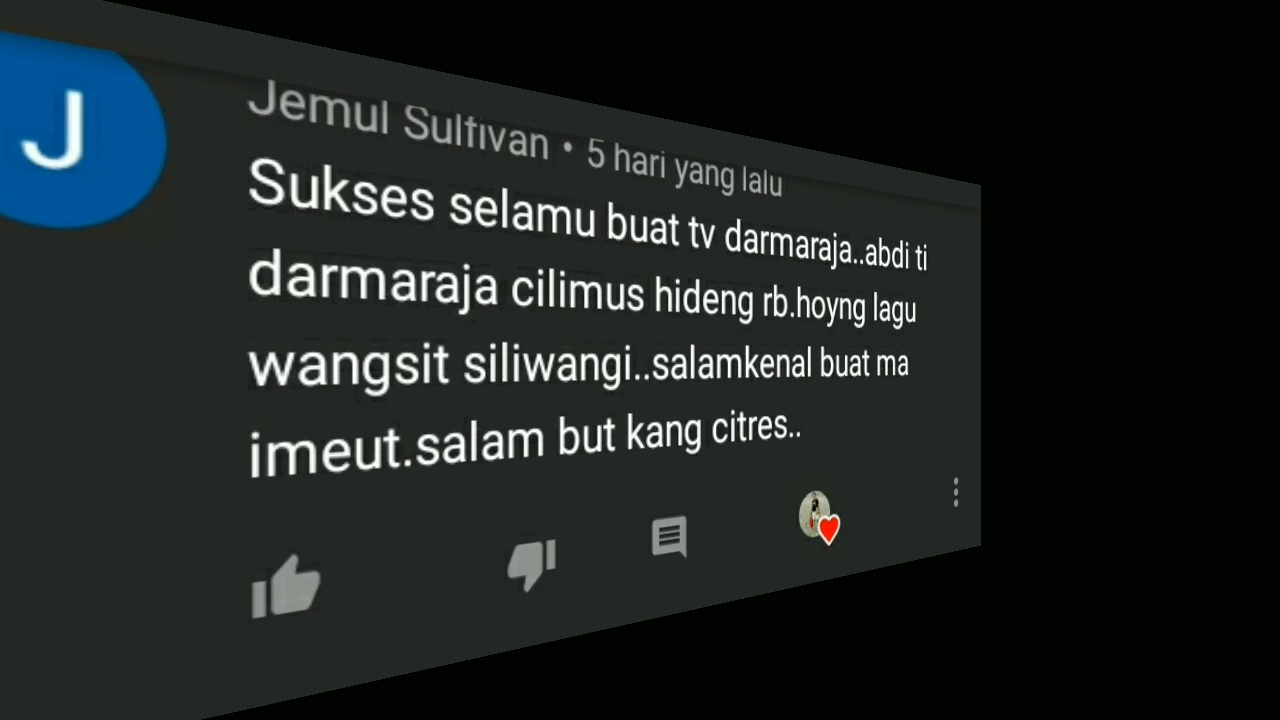 J
Jemul Sulfivan • 5 hari yang lalu
Sukses selamu buat tv darmaraja..abdi ti
darmaraja cilimus hideng rb.hoyng lagu
wangsit siliwangi..salamkenal buat ma
imeut.salam but kang citres..